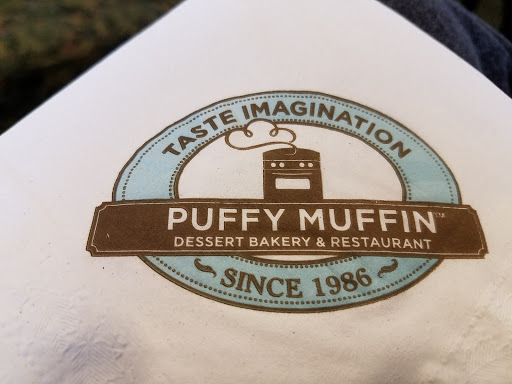 TASTE IMAGINATION
PUFFY MUFFIN™
DESSERT BAKERY & RESTAURANT
SINCE 1986